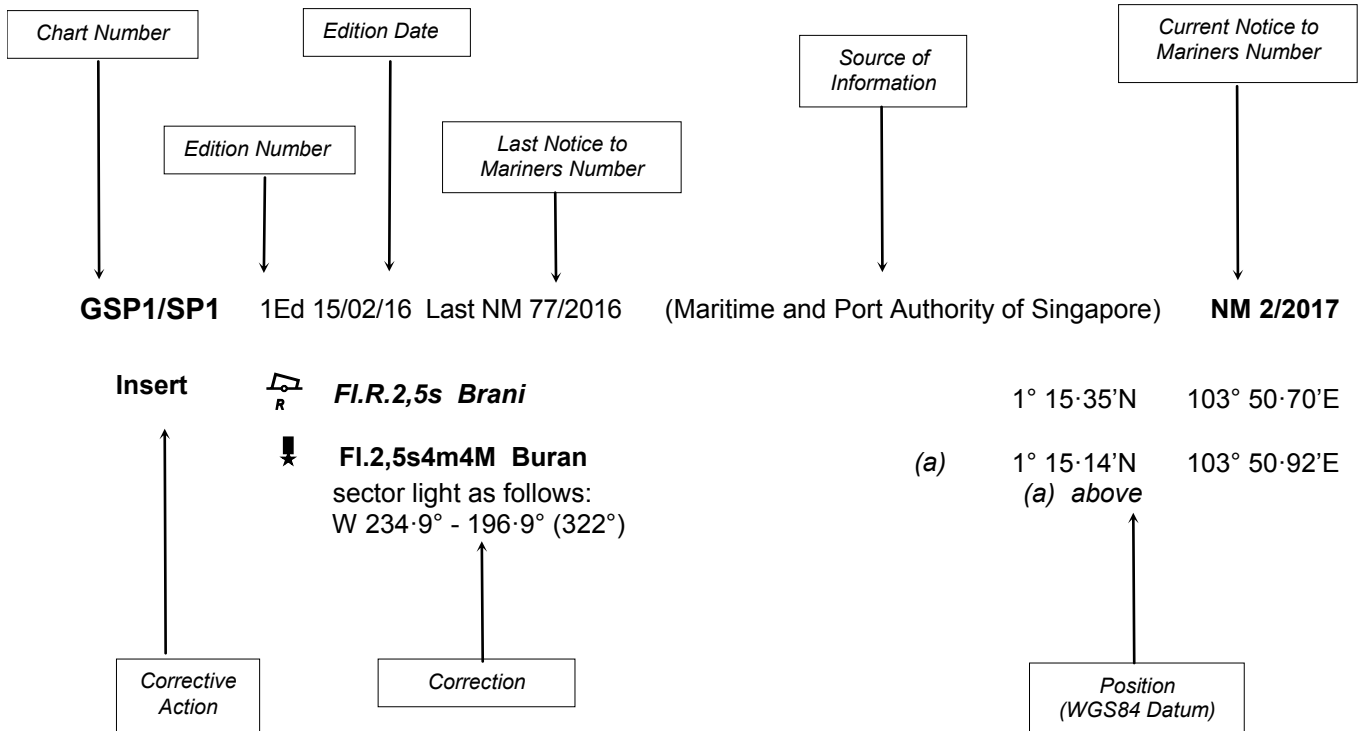 Chart Number
Edition Date
Current Notice to
Mariners Number
Source of
Information
Edition Number
Last Notice to
Mariners Number
GSP1/SP1 1Ed 15/02/16 Last NM 77/2016 (Maritime and Port Authority of Singapore) NM 2/2017
Insert R Fl.R.2,5s Brani 1° 15·35’N 103° 50·70’E
Fl.2,5s4m4M Buran (a) 1° 15·14’N 103° 50·92’E
sector light as follows: (a) above
W 234·9° - 196·9° (322°)
Corrective
Action
Correction
Position
(WGS84 Datum)